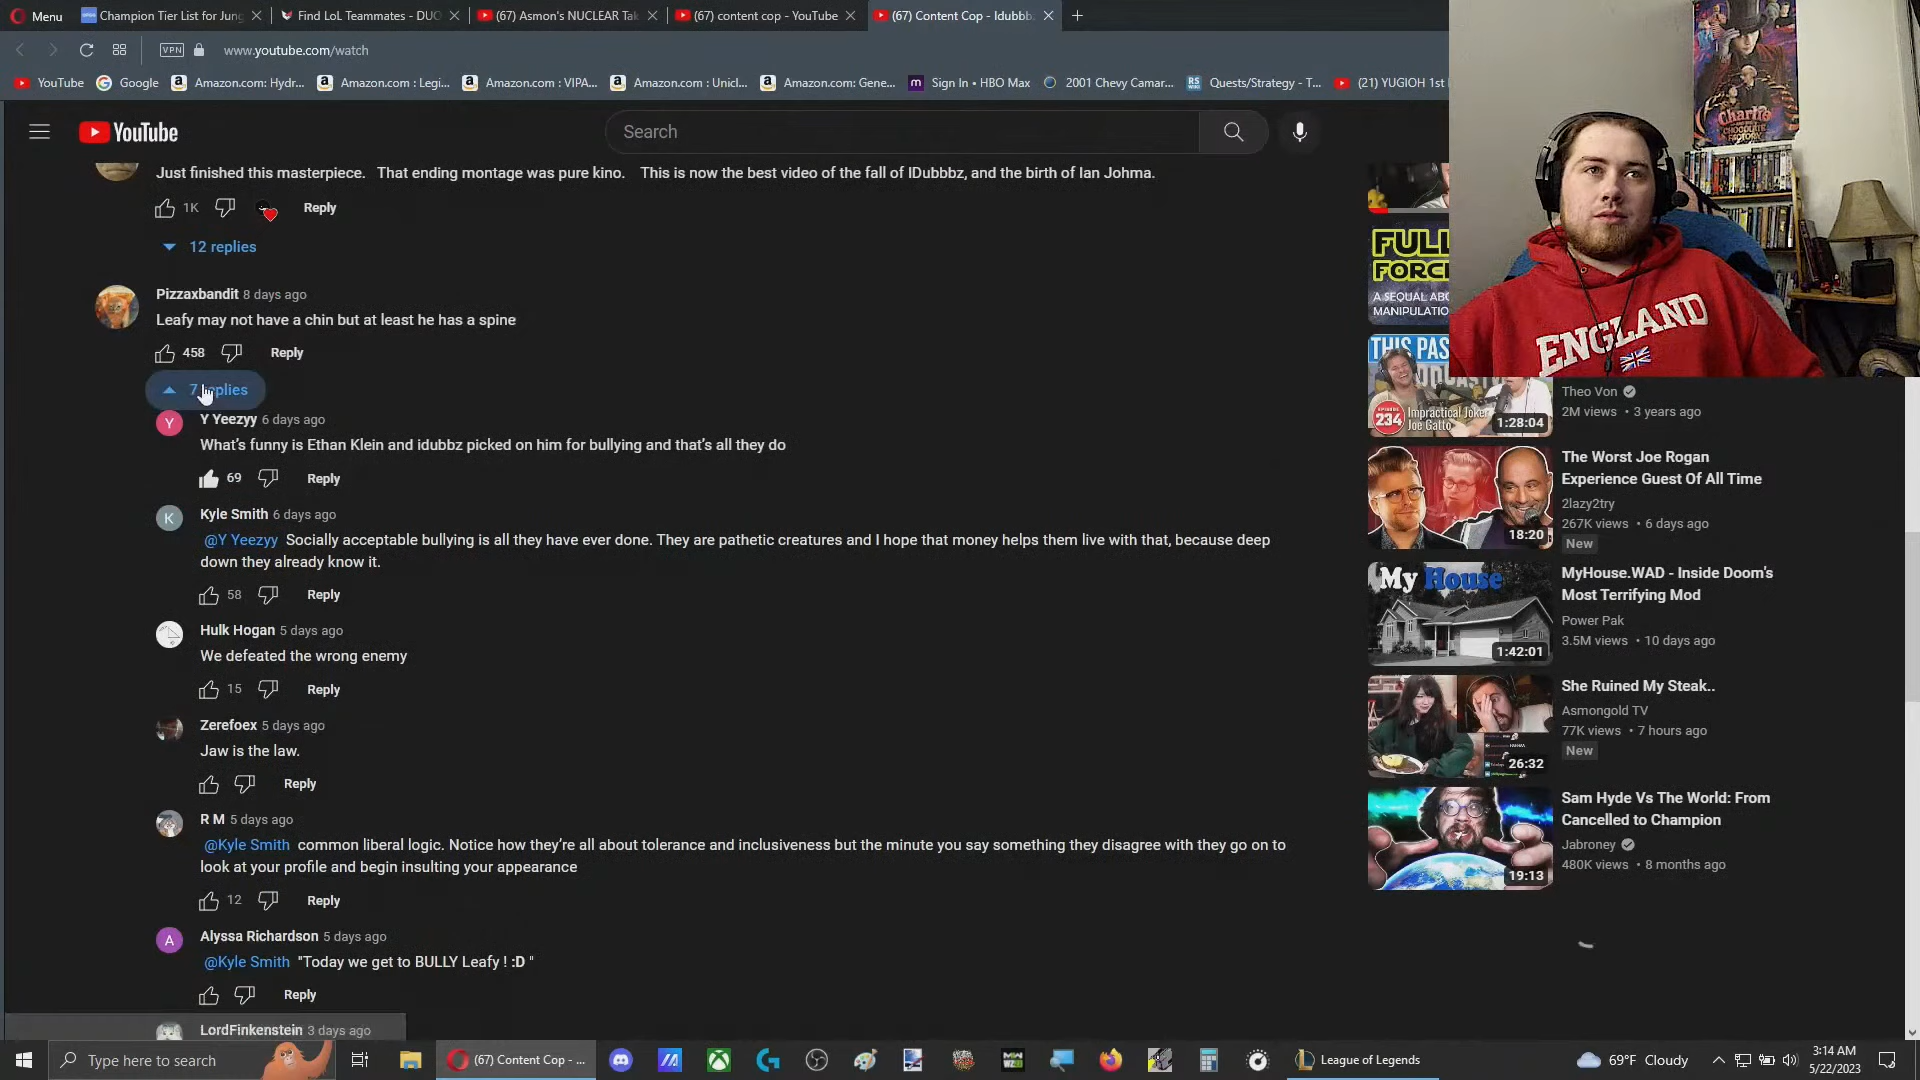 Menu
Champion Tier List for Jung
Find LoL Teammates - DUO
(67) Asmon's NUCLEAR Tak
(67) content cop - YouTube
(67) Content Cop - Idubbb
VPN
www.youtube.com/watch
YouTube
Google
Amazon.com: Hydr...
Amazon.com : Legi...
Amazon.com : VIPA...
Amazon.com : Unicl...
Amazon.com: Gene...
Sign In • HBO Max
2001 Chevy Camar...
Quests/Strategy - T...
(21) YUGIOH 1st
YouTube
Search
Just finished this masterpiece. That ending montage was pure kino. This is now the best video of the fall of IDubbbz, and the birth of Ian Johma.
1K
Reply
12 replies
Pizzaxbandit 8 days ago
Leafy may not have a chin but at least he has a spine
458
Reply
7 replies
Y
Y Yeezyy 6 days ago
What's funny is Ethan Klein and idubbz picked on him for bullying and that's all they do
69
Reply
K
Kyle Smith 6 days ago
@Y Yeezyy Socially acceptable bullying is all they have ever done. They are pathetic creatures and I hope that money helps them live with that, because deep
down they already know it.
58
Reply
Hulk Hogan 5 days ago
We defeated the wrong enemy
15
Reply
Zerefoex 5 days ago
Jaw is the law.
Reply
R M 5 days ago
@Kyle Smith common liberal logic. Notice how they're all about tolerance and inclusiveness but the minute you say something they disagree with they go on to
look at your profile and begin insulting your appearance
12
Reply
A
Alyssa Richardson 5 days ago
@Kyle Smith "Today we get to BULLY Leafy ! :D "
Reply
LordFinkenstein 3 days ago
FULL
FORCE
A SEQUAL ABO
MANIPULATIO
THIS PAS
PODCAST
EPISODE
234
Impractical Joker
Joe Gatto
1:28:04
Theo Von
2M views • 3 years ago
18:20
The Worst Joe Rogan
Experience Guest Of All Time
2lazy2try
267K views • 6 days ago
New
My House
1:42:01
MyHouse.WAD - Inside Doom's
Most Terrifying Mod
Power Pak
3.5M views • 10 days ago
26:32
She Ruined My Steak..
Asmongold TV
77K views • 7 hours ago
New
19:13
Sam Hyde Vs The World: From
Cancelled to Champion
Jabroney
480K views • 8 months ago
Charlie
CHOCOLATE
FACTORY
ENGLAND
Type here to search
(67) Content Cop - ...
League of Legends
69°F Cloudy
3:14 AM
5/22/2023